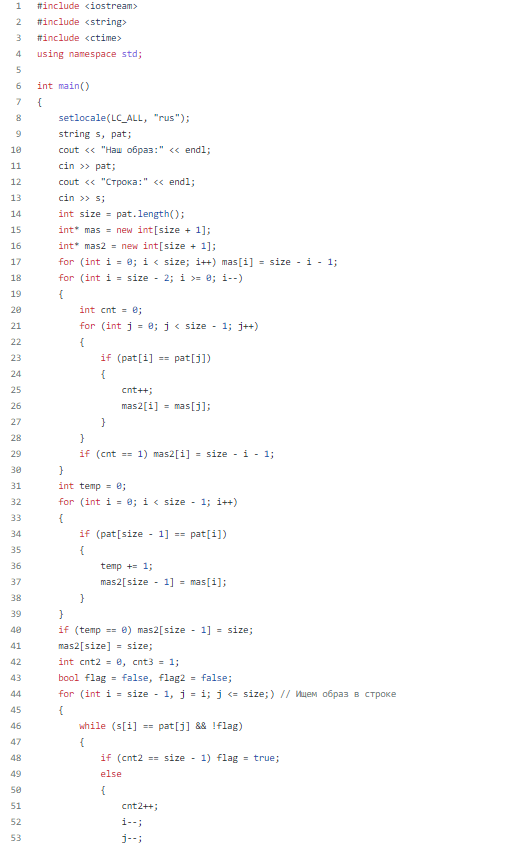 1 #include <iostream>
2 #include <string>
3 #include <ctime>
4 using namespace std;
5
6 int main()
7 {
8 setlocale(LC_ALL, "rus");
9 string s, pat;
10 cout << "Наш образ:" << endl;
11 cin >> pat;
12 cout << "Строка:" << endl;
13 cin >> s;
14 int size = pat.length();
15 int* mas = new int[size + 1];
16 int* mas2 = new int[size + 1];
17 for (int i = 0; i < size; i++) mas[i] = size - i - 1;
18 for (int i = size - 2; i >= 0; i--)
19 {
20 int cnt = 0;
21 for (int j = 0; j < size - 1; j++)
22 {
23 if (pat[i] == pat[j])
24 {
25 cnt++;
26 mas2[i] = mas[j];
27 }
28 }
29 if (cnt == 1) mas2[i] = size - i - 1;
30 }
31 int temp = 0;
32 for (int i = 0; i < size - 1; i++)
33 {
34 if (pat[size - 1] == pat[i])
35 {
36 temp += 1;
37 mas2[size - 1] = mas[i];
38 }
39 }
40 if (temp == 0) mas2[size - 1] = size;
41 mas2[size] = size;
42 int cnt2 = 0, cnt3 = 1;
43 bool flag = false, flag2 = false;
44 for (int i = size - 1, j = i; j <= size;) // Ищем образ в строке
45 {
46 while (s[i] == pat[j] && !flag)
47 {
48 if (cnt2 == size - 1) flag = true;
49 else
50 {
51 cnt2++;
52 i--;
53 j--;